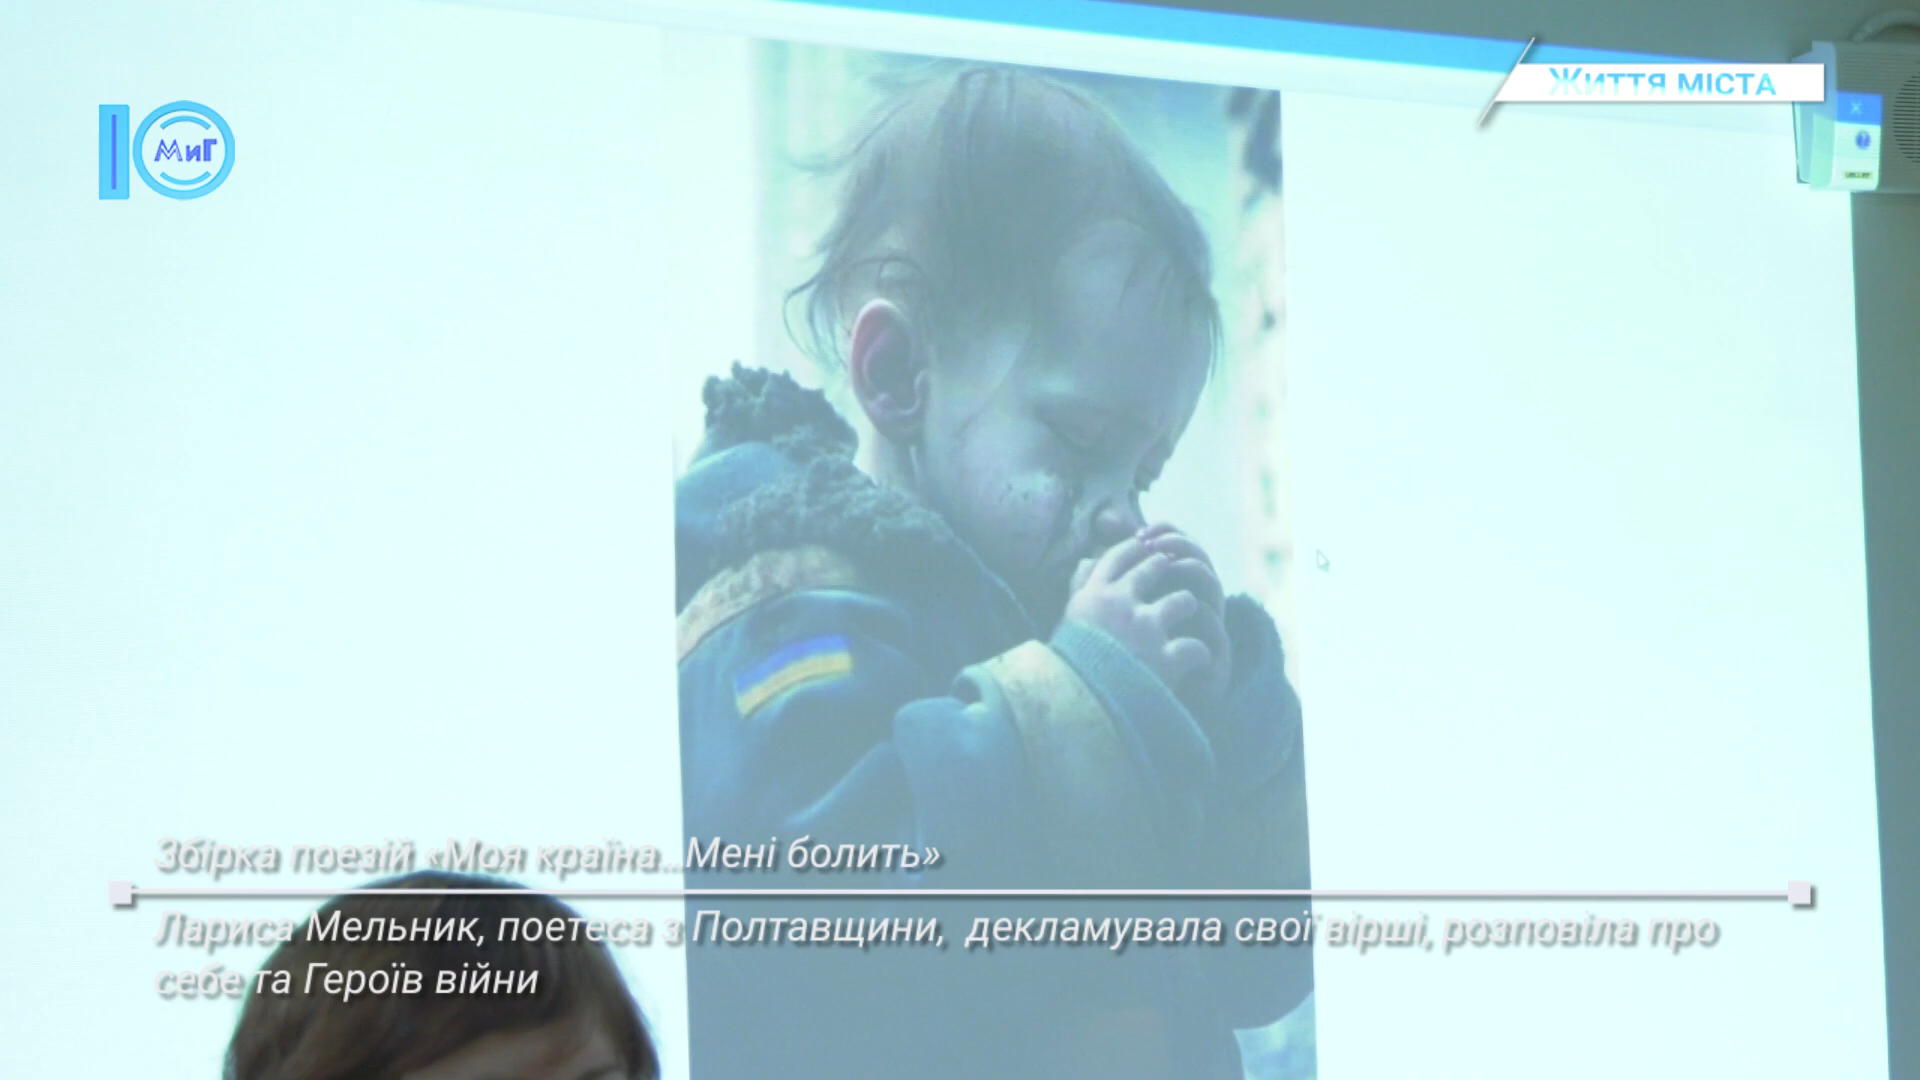 ЖИТТЯ МІСТА
МиГ
Збірка поезій «Моя країна...Мені болить»
Лариса Мельник, поетеса з Полтавщини, декламувала свої вірші, розповіла про
себе та Героїв війни